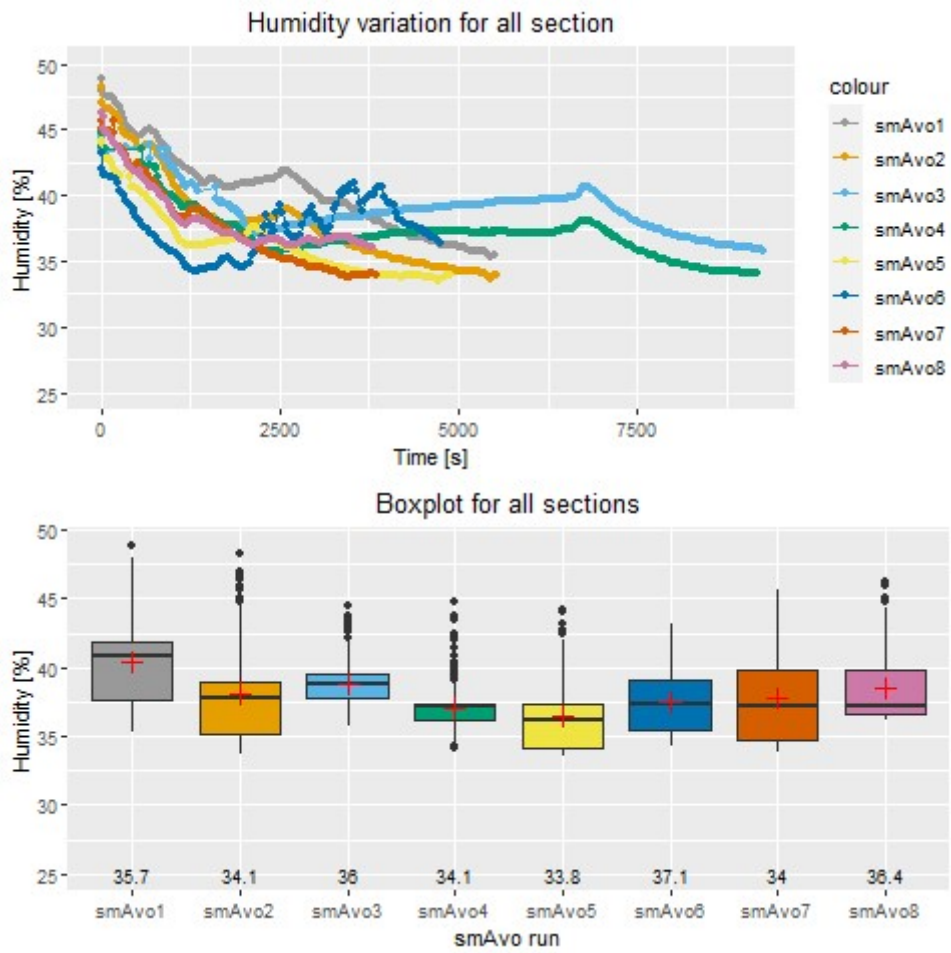 Humidity variation for all section
50
45
40
35
30
25
Humidity [%]
0 2500 5000 7500
Time [s]
colour
smAvo1
smAvo2
smAvo3
smAvo4
smAvo5
smAvo6
smAvo7
smAvo8
Boxplot for all sections
50
45
40
35
30
25
Humidity [%]
35.7 34.1 36 34.1 33.8 37.1 34 36.4
smAvo1 smAvo2 smAvo3 smAvo4 smAvo5 smAvo6 smAvo7 smAvo8
smAvo run